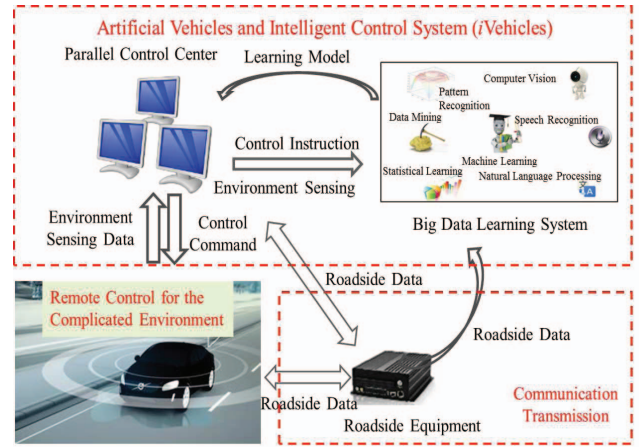 Artificial Vehicles and Intelligent Control System (iVehicles)
Parallel Control Center
Learning Model
Computer Vision
Pattern
Recognition
Data Mining
Speech Recognition
Machine Learning
Statistical Learning
Natural Language Processing
Control Instruction
Environment Sensing
Big Data Learning System
Environment
Sensing Data
Control
Command
Roadside Data
Remote Control for the
Complicated Environment
Roadside Data
Roadside Data
Roadside Equipment
Communication
Transmission